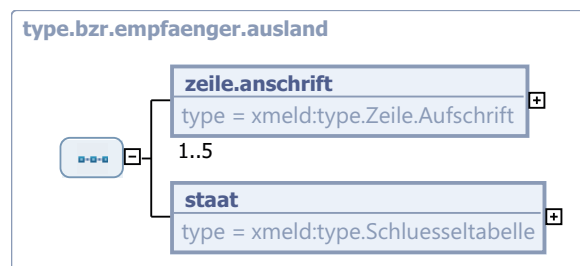 type.bzr.empfaenger.ausland
zeile.anschrift
type = xmeld:type.Zeile.Aufschrift
1..5
staat
type = xmeld:type.Schluesseltabelle